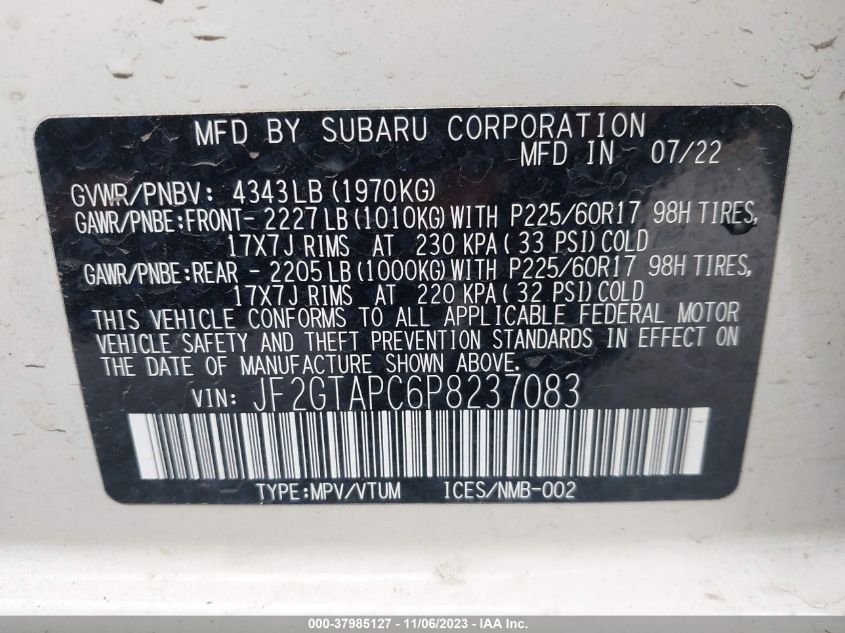 MFD BY SUBARU CORPORATION
MFD IN 07/22
GVWR/PNBV: 4343LB(1970KG)
GAWR/PNBE:FRONT- 2227LB(1010KG)WITH P225/60R17 98H TIRES,
17X7J RIMS AT 230 KPA( 33 PSI)COLD
GAWR/PNBE:REAR - 2205LB(1000KG)WITH P225/60R17 98H TIRES,
17X7J RIMS AT 220 KPA( 32 PSI)COLD
THIS VEHICLE CONFORMS TO ALL APPLICABLE FEDERAL MOTOR
VEHICLE SAFETY AND THEFT PREVENTION STANDARDS IN EFFECT ON
THE DATE OF MANUFACTURE SHOWN ABOVE.
VIN: JF2GTAPC6P8237083
TYPE:MPV/VTUM ICES/NMB-002
000-37985127 - 11/06/2023 - IAA Inc.